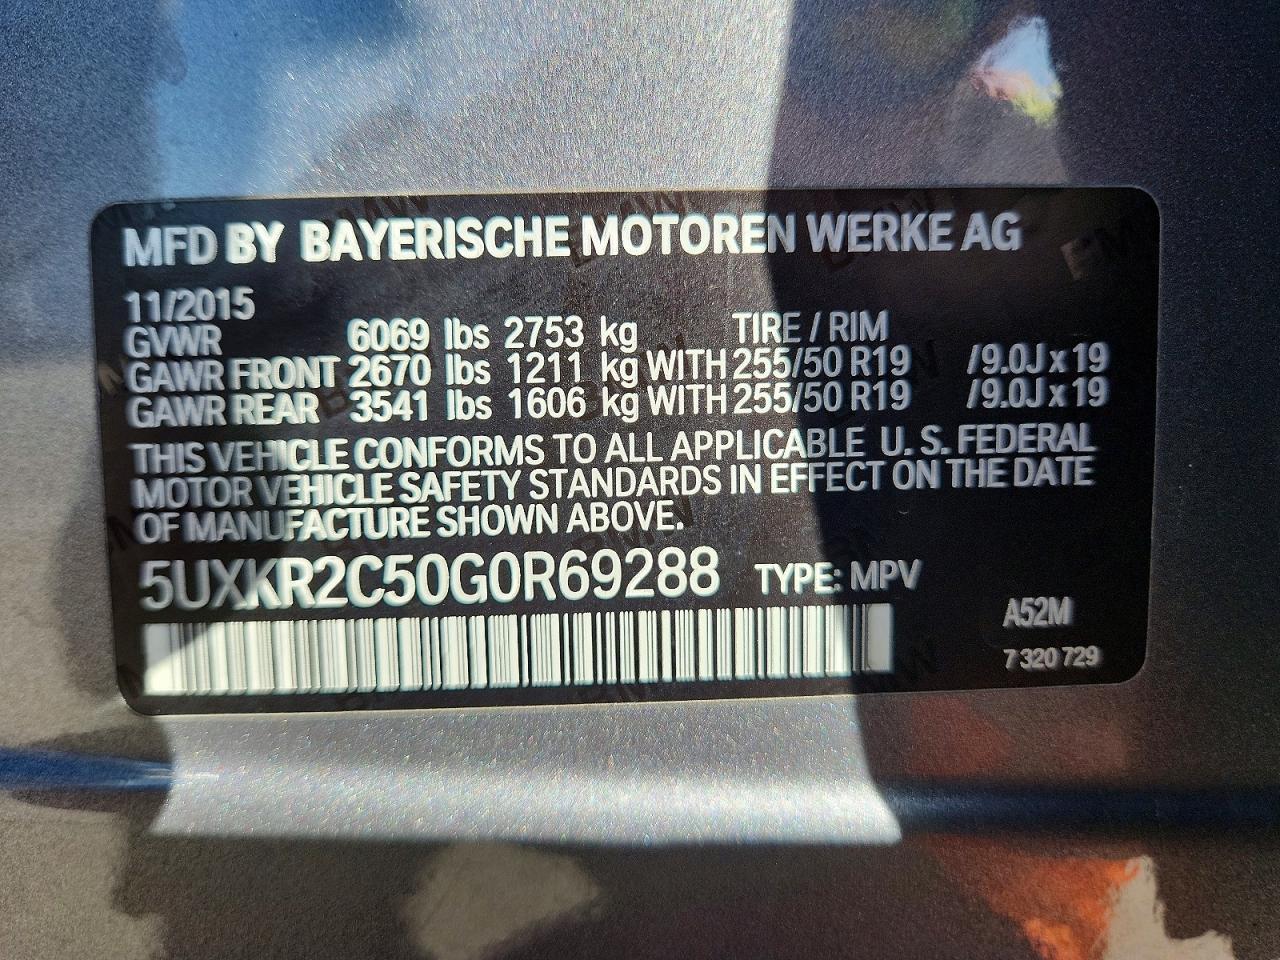 MFD BY BAYERISCHE MOTOREN WERKE AG
11/2015
GVWR 6069 lbs 2753 kg TIRE / RIM
GAWR FRONT 2670 lbs 1211 kg WITH 255/50 R19 /9.0J x 19
GAWR REAR 3541 lbs 1606 kg WITH 255/50 R19 /9.0J x 19
THIS VEHICLE CONFORMS TO ALL APPLICABLE U. S. FEDERAL
MOTOR VEHICLE SAFETY STANDARDS IN EFFECT ON THE DATE
OF MANUFACTURE SHOWN ABOVE.
5UXKR2C50G0R69288 TYPE: MPV
A52M
7 320 729